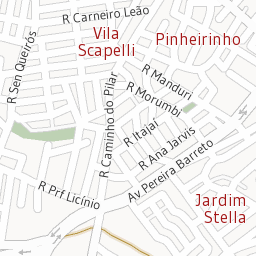 R Carneiro Leão
Vila
Scapelli
Pinheirinho
R Sen Queirós
R Manduri
R Morumbi
R Caminho do Pilar
R Itajaí
R Ana Jarvis
Av Pereira Barreto
R Prf Licínio
Jardim
Stella